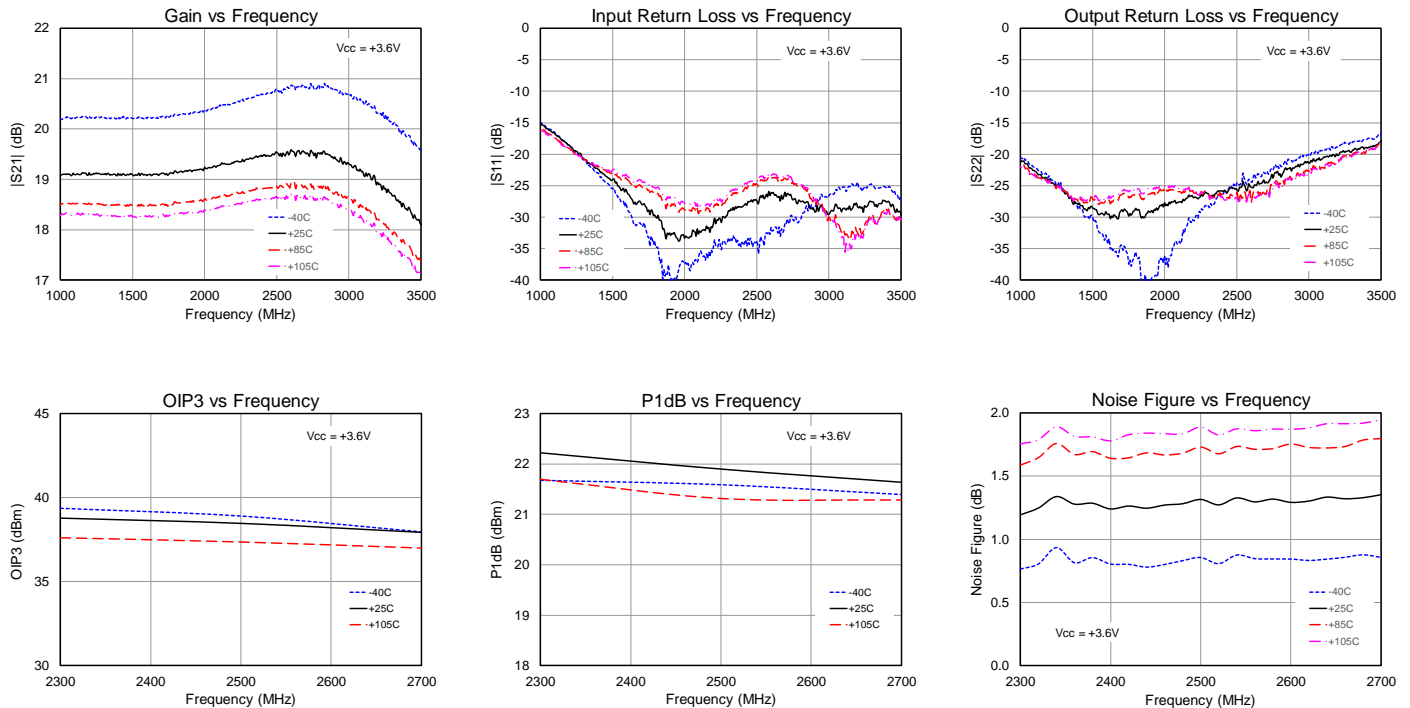 Gain vs Frequency
22
21
20
19
18
17
|S21| (dB)
Vcc = +3.6V
-40C
+25C
+85C
+105C
1000 1500 2000 2500 3000 3500
Frequency (MHz)
Input Return Loss vs Frequency
0
-5
-10
-15
-20
-25
-30
-35
-40
|S11| (dB)
Vcc = +3.6V
-40C
+25C
+85C
+105C
1000 1500 2000 2500 3000 3500
Frequency (MHz)
Output Return Loss vs Frequency
0
-5
-10
-15
-20
-25
-30
-35
-40
|S22| (dB)
Vcc = +3.6V
-40C
+25C
+85C
+105C
1000 1500 2000 2500 3000 3500
Frequency (MHz)
OIP3 vs Frequency
45
40
35
30
OIP3 (dBm)
Vcc = +3.6V
-40C
+25C
+105C
2300 2400 2500 2600 2700
Frequency (MHz)
P1dB vs Frequency
23
22
21
20
19
18
P1dB (dBm)
Vcc = +3.6V
-40C
+25C
+105C
2300 2400 2500 2600 2700
Frequency (MHz)
Noise Figure vs Frequency
2.0
1.5
1.0
0.5
0.0
Noise Figure (dB)
-40C
+25C
+85C
+105C
Vcc = +3.6V
2300 2400 2500 2600 2700
Frequency (MHz)